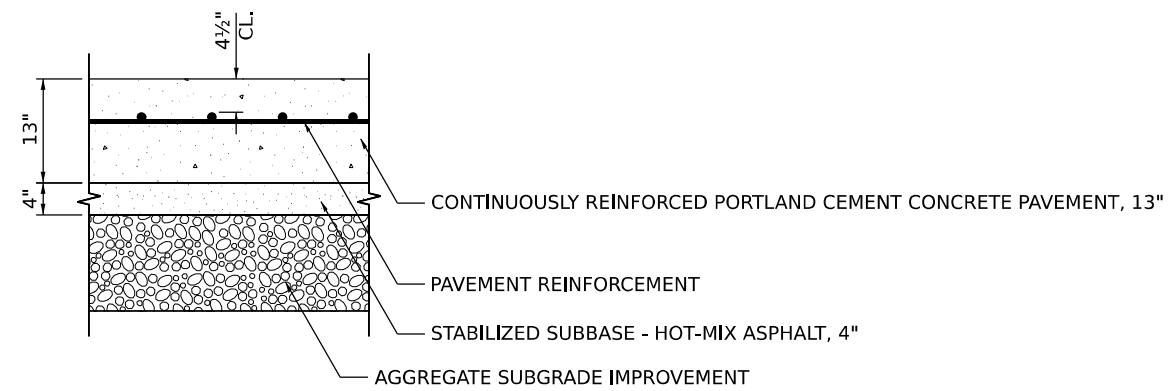 4½"
CL.
13"
4"
CONTINUOUSLY REINFORCED PORTLAND CEMENT CONCRETE PAVEMENT, 13"
PAVEMENT REINFORCEMENT
STABILIZED SUBBASE - HOT-MIX ASPHALT, 4"
AGGREGATE SUBGRADE IMPROVEMENT